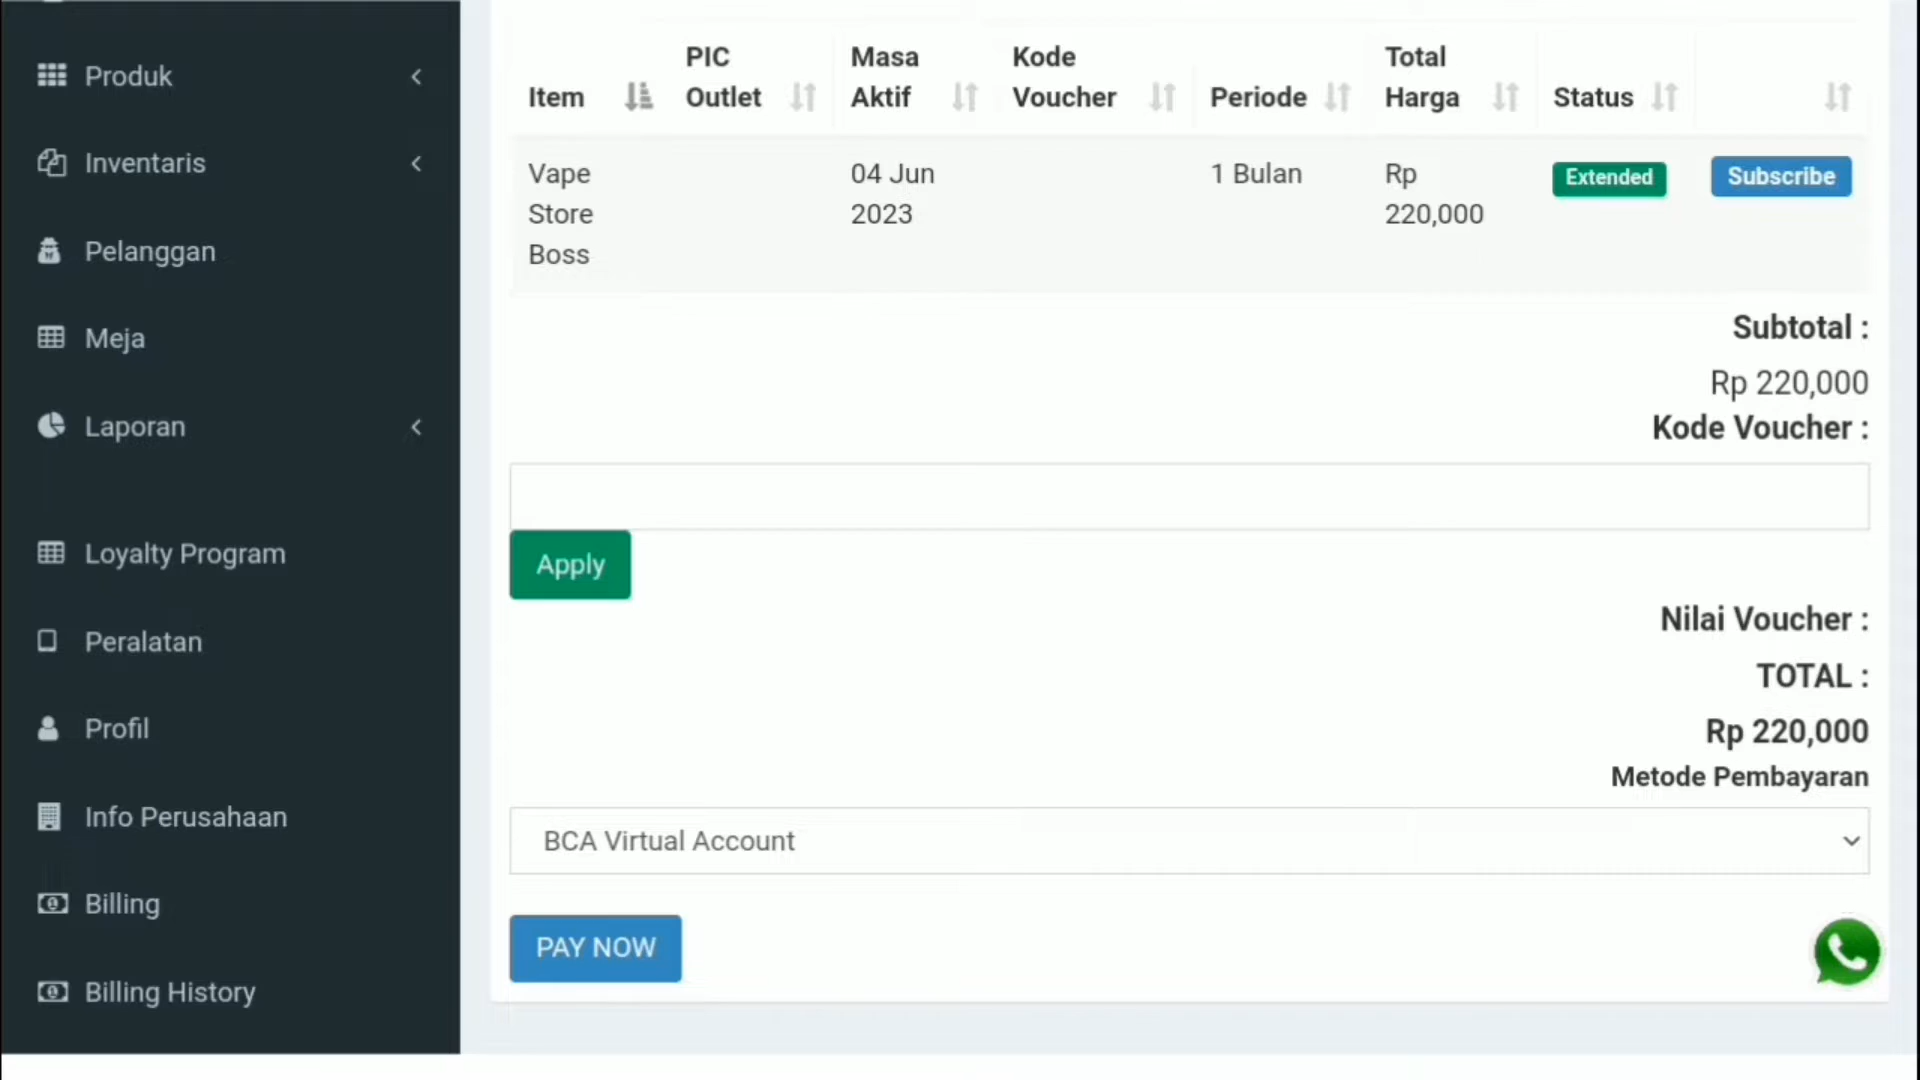 Produk
Inventaris
Pelanggan
Meja
Laporan
Loyalty Program
Peralatan
Profil
Info Perusahaan
Billing
Billing History
Item
PIC Outlet
Masa Aktif
Kode Voucher
Periode
Total Harga
Status
Vape
Store
Boss
04 Jun
2023
1 Bulan
Rp
220,000
Extended
Subscribe
Subtotal :
Rp 220,000
Kode Voucher :
Apply
Nilai Voucher :
TOTAL :
Rp 220,000
Metode Pembayaran
BCA Virtual Account
PAY NOW